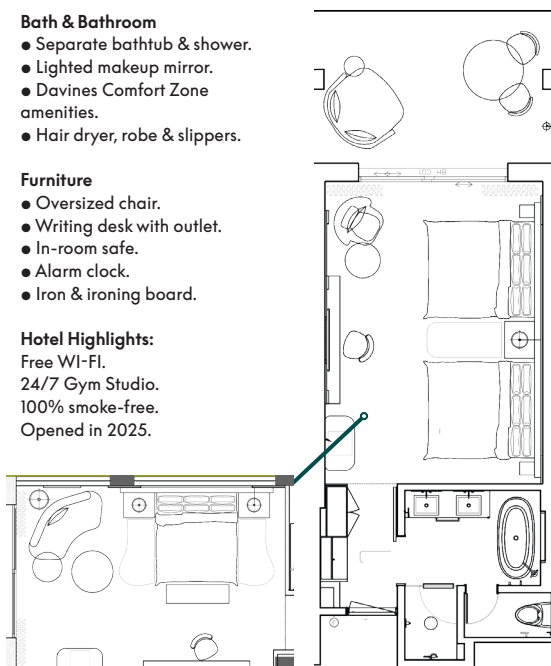 Bath & Bathroom
● Separate bathtub & shower.
● Lighted makeup mirror.
● Davines Comfort Zone
amenities.
● Hair dryer, robe & slippers.
Furniture
● Oversized chair.
● Writing desk with outlet.
● In-room safe.
● Alarm clock.
● Iron & ironing board.
Hotel Highlights:
Free WI-FI.
24/7 Gym Studio.
100% smoke-free.
Opened in 2025.